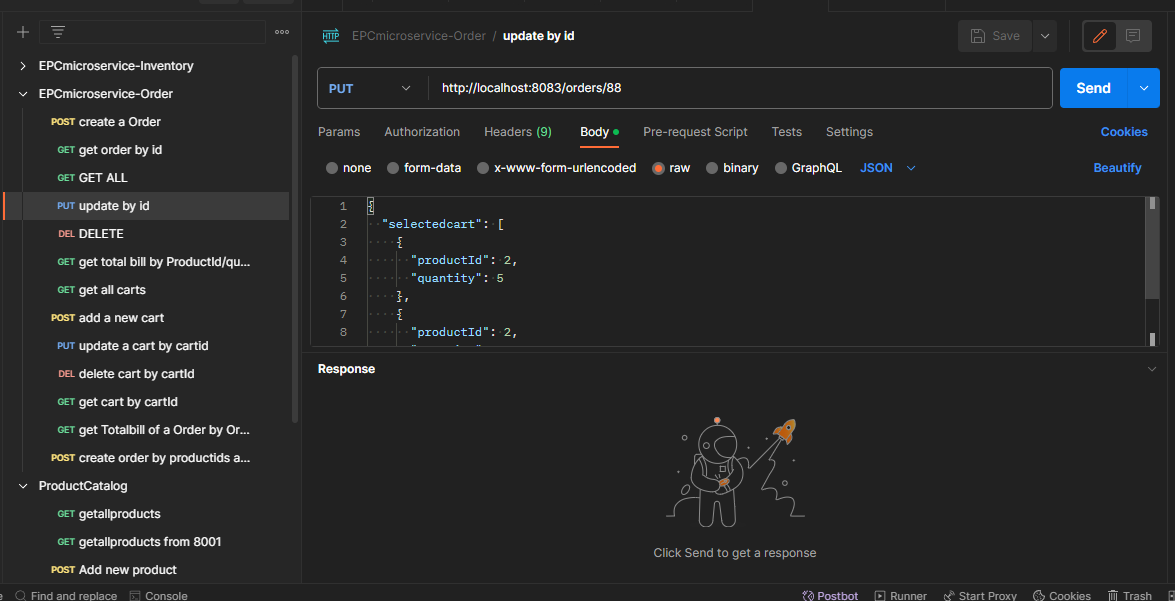 HTTP EPCmicroservice-Order / update by id Save
EPCmicroservice-Inventory
EPCmicroservice-Order
POST create a Order
GET get order by id
GET GET ALL
PUT update by id
DEL DELETE
GET get total bill by ProductId/qu...
GET get all carts
POST add a new cart
PUT update a cart by cartid
DEL delete cart by cartId
GET get cart by cartId
GET get Totalbill of a Order by Or...
POST create order by productids a...
ProductCatalog
GET getallproducts
GET getallproducts from 8001
POST Add new product
PUT http://localhost:8083/orders/88 Send
Params Authorization Headers (9) Body Pre-request Script Tests Settings Cookies
none form-data x-www-form-urlencoded raw binary GraphQL JSON Beautify
1 {
2 "selectedcart": [
3 {
4 "productId": 2,
5 "quantity": 5
6 },
7 {
8 "productId": 2,
Response
Click Send to get a response
Find and replace Console Postbot Runner Start Proxy Cookies Trash